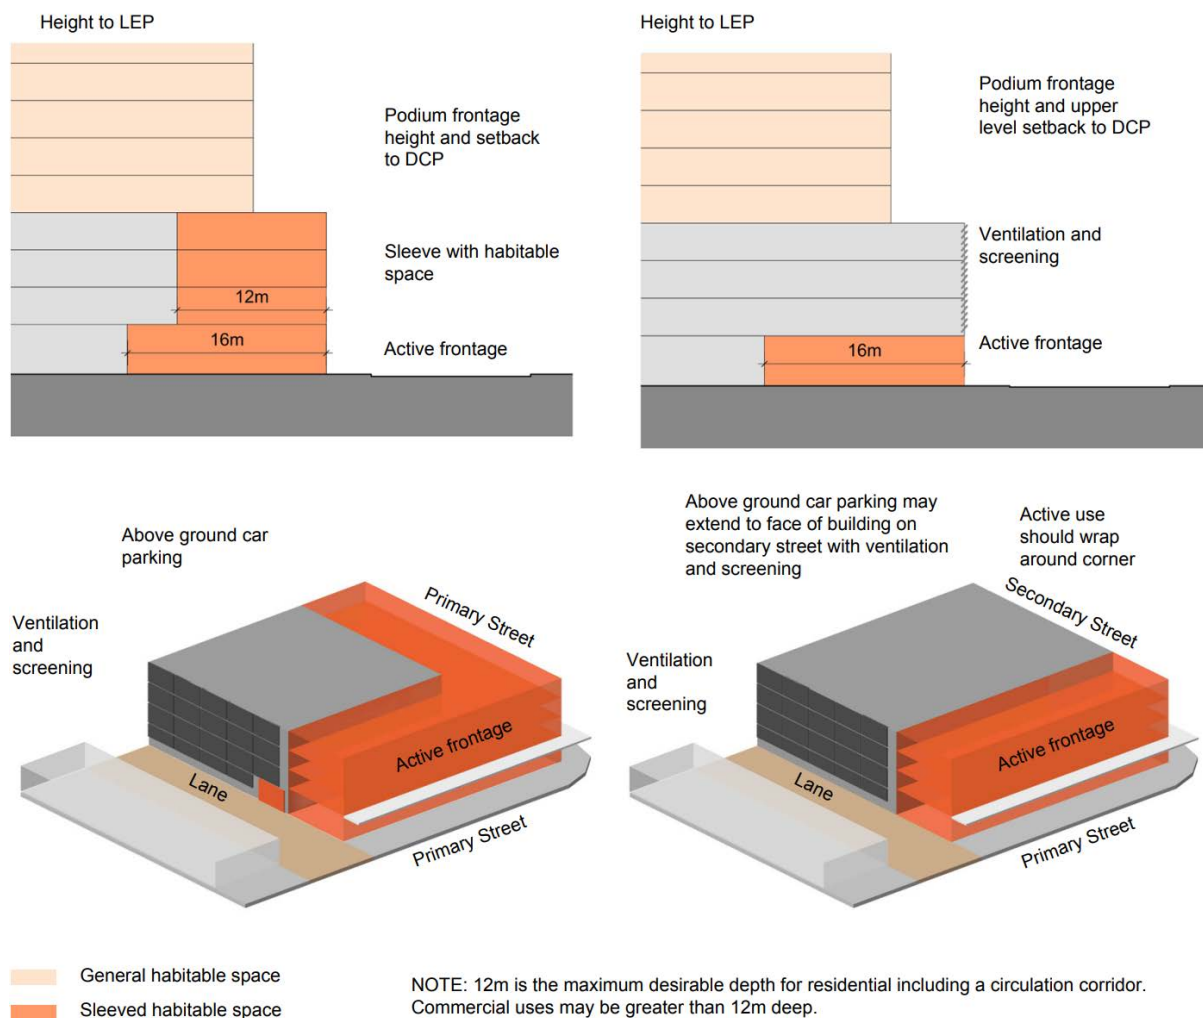 Height to LEP
Podium frontage
height and setback
to DCP
Sleeve with habitable
space
12m
16m
Active frontage
Height to LEP
Podium frontage
height and upper
level setback to DCP
Ventilation and
screening
16m
Active frontage
Above ground car
parking
Ventilation
and
screening
Primary Street
Active frontage
Lane
Primary Street
Above ground car parking may
extend to face of building on
secondary street with ventilation
and screening
Active use
should wrap
around corner
Secondary Street
Ventilation
and
screening
Active frontage
Lane
Primary Street
General habitable space
Sleeved habitable space
NOTE: 12m is the maximum desirable depth for residential including a circulation corridor.
Commercial uses may be greater than 12m deep.